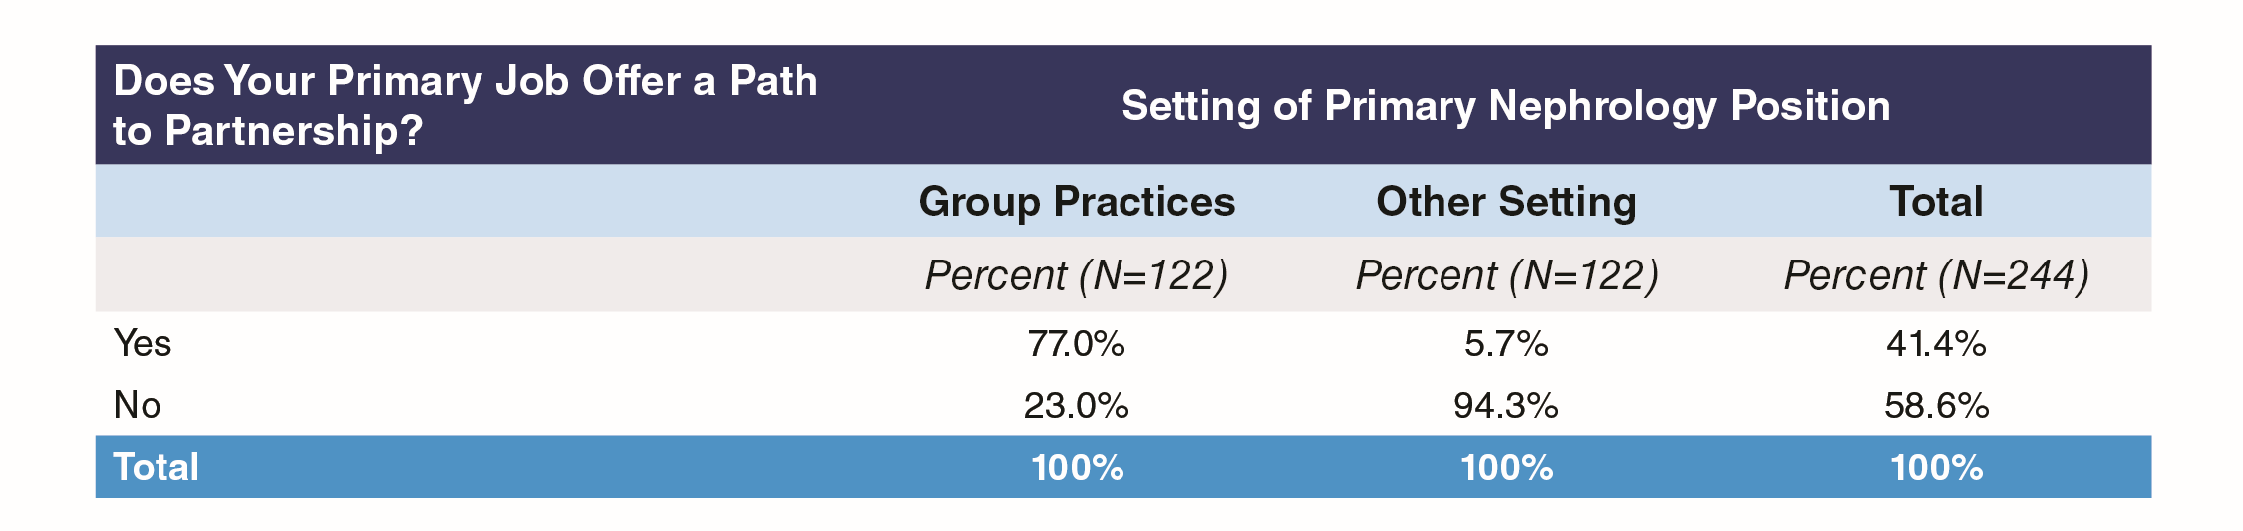 Does Your Primary Job Offer a Path
to Partnership?
Setting of Primary Nephrology Position
Group Practices Other Setting Total
Percent (N=122) Percent (N=122) Percent (N=244)
Yes 77.0% 5.7% 41.4%
No 23.0% 94.3% 58.6%
Total 100% 100% 100%